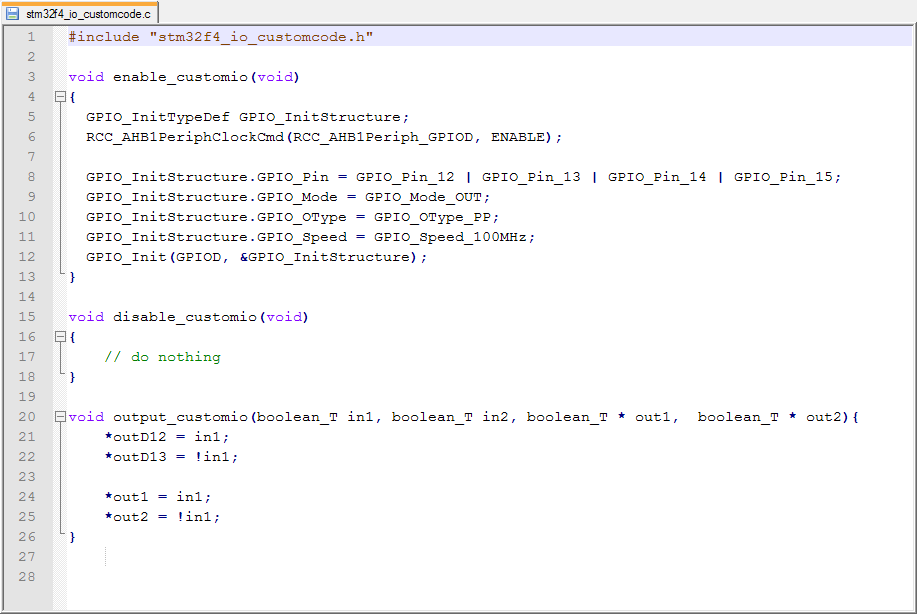 stm32f4_io_customcode.c
1 #include "stm32f4_io_customcode.h"
2
3 void enable_customio(void)
4 {
5 GPIO_InitTypeDef GPIO_InitStructure;
6 RCC_AHB1PeriphClockCmd(RCC_AHB1Periph_GPIOD, ENABLE);
7
8 GPIO_InitStructure.GPIO_Pin = GPIO_Pin_12 | GPIO_Pin_13 | GPIO_Pin_14 | GPIO_Pin_15;
9 GPIO_InitStructure.GPIO_Mode = GPIO_Mode_OUT;
10 GPIO_InitStructure.GPIO_OType = GPIO_OType_PP;
11 GPIO_InitStructure.GPIO_Speed = GPIO_Speed_100MHz;
12 GPIO_Init(GPIOD, &GPIO_InitStructure);
13 }
14
15 void disable_customio(void)
16 {
17 // do nothing
18 }
19
20 void output_customio(boolean_T in1, boolean_T in2, boolean_T * out1,  boolean_T * out2){
21 *outD12 = in1;
22 *outD13 = !in1;
23
24 *out1 = in1;
25 *out2 = !in1;
26 }
27
28